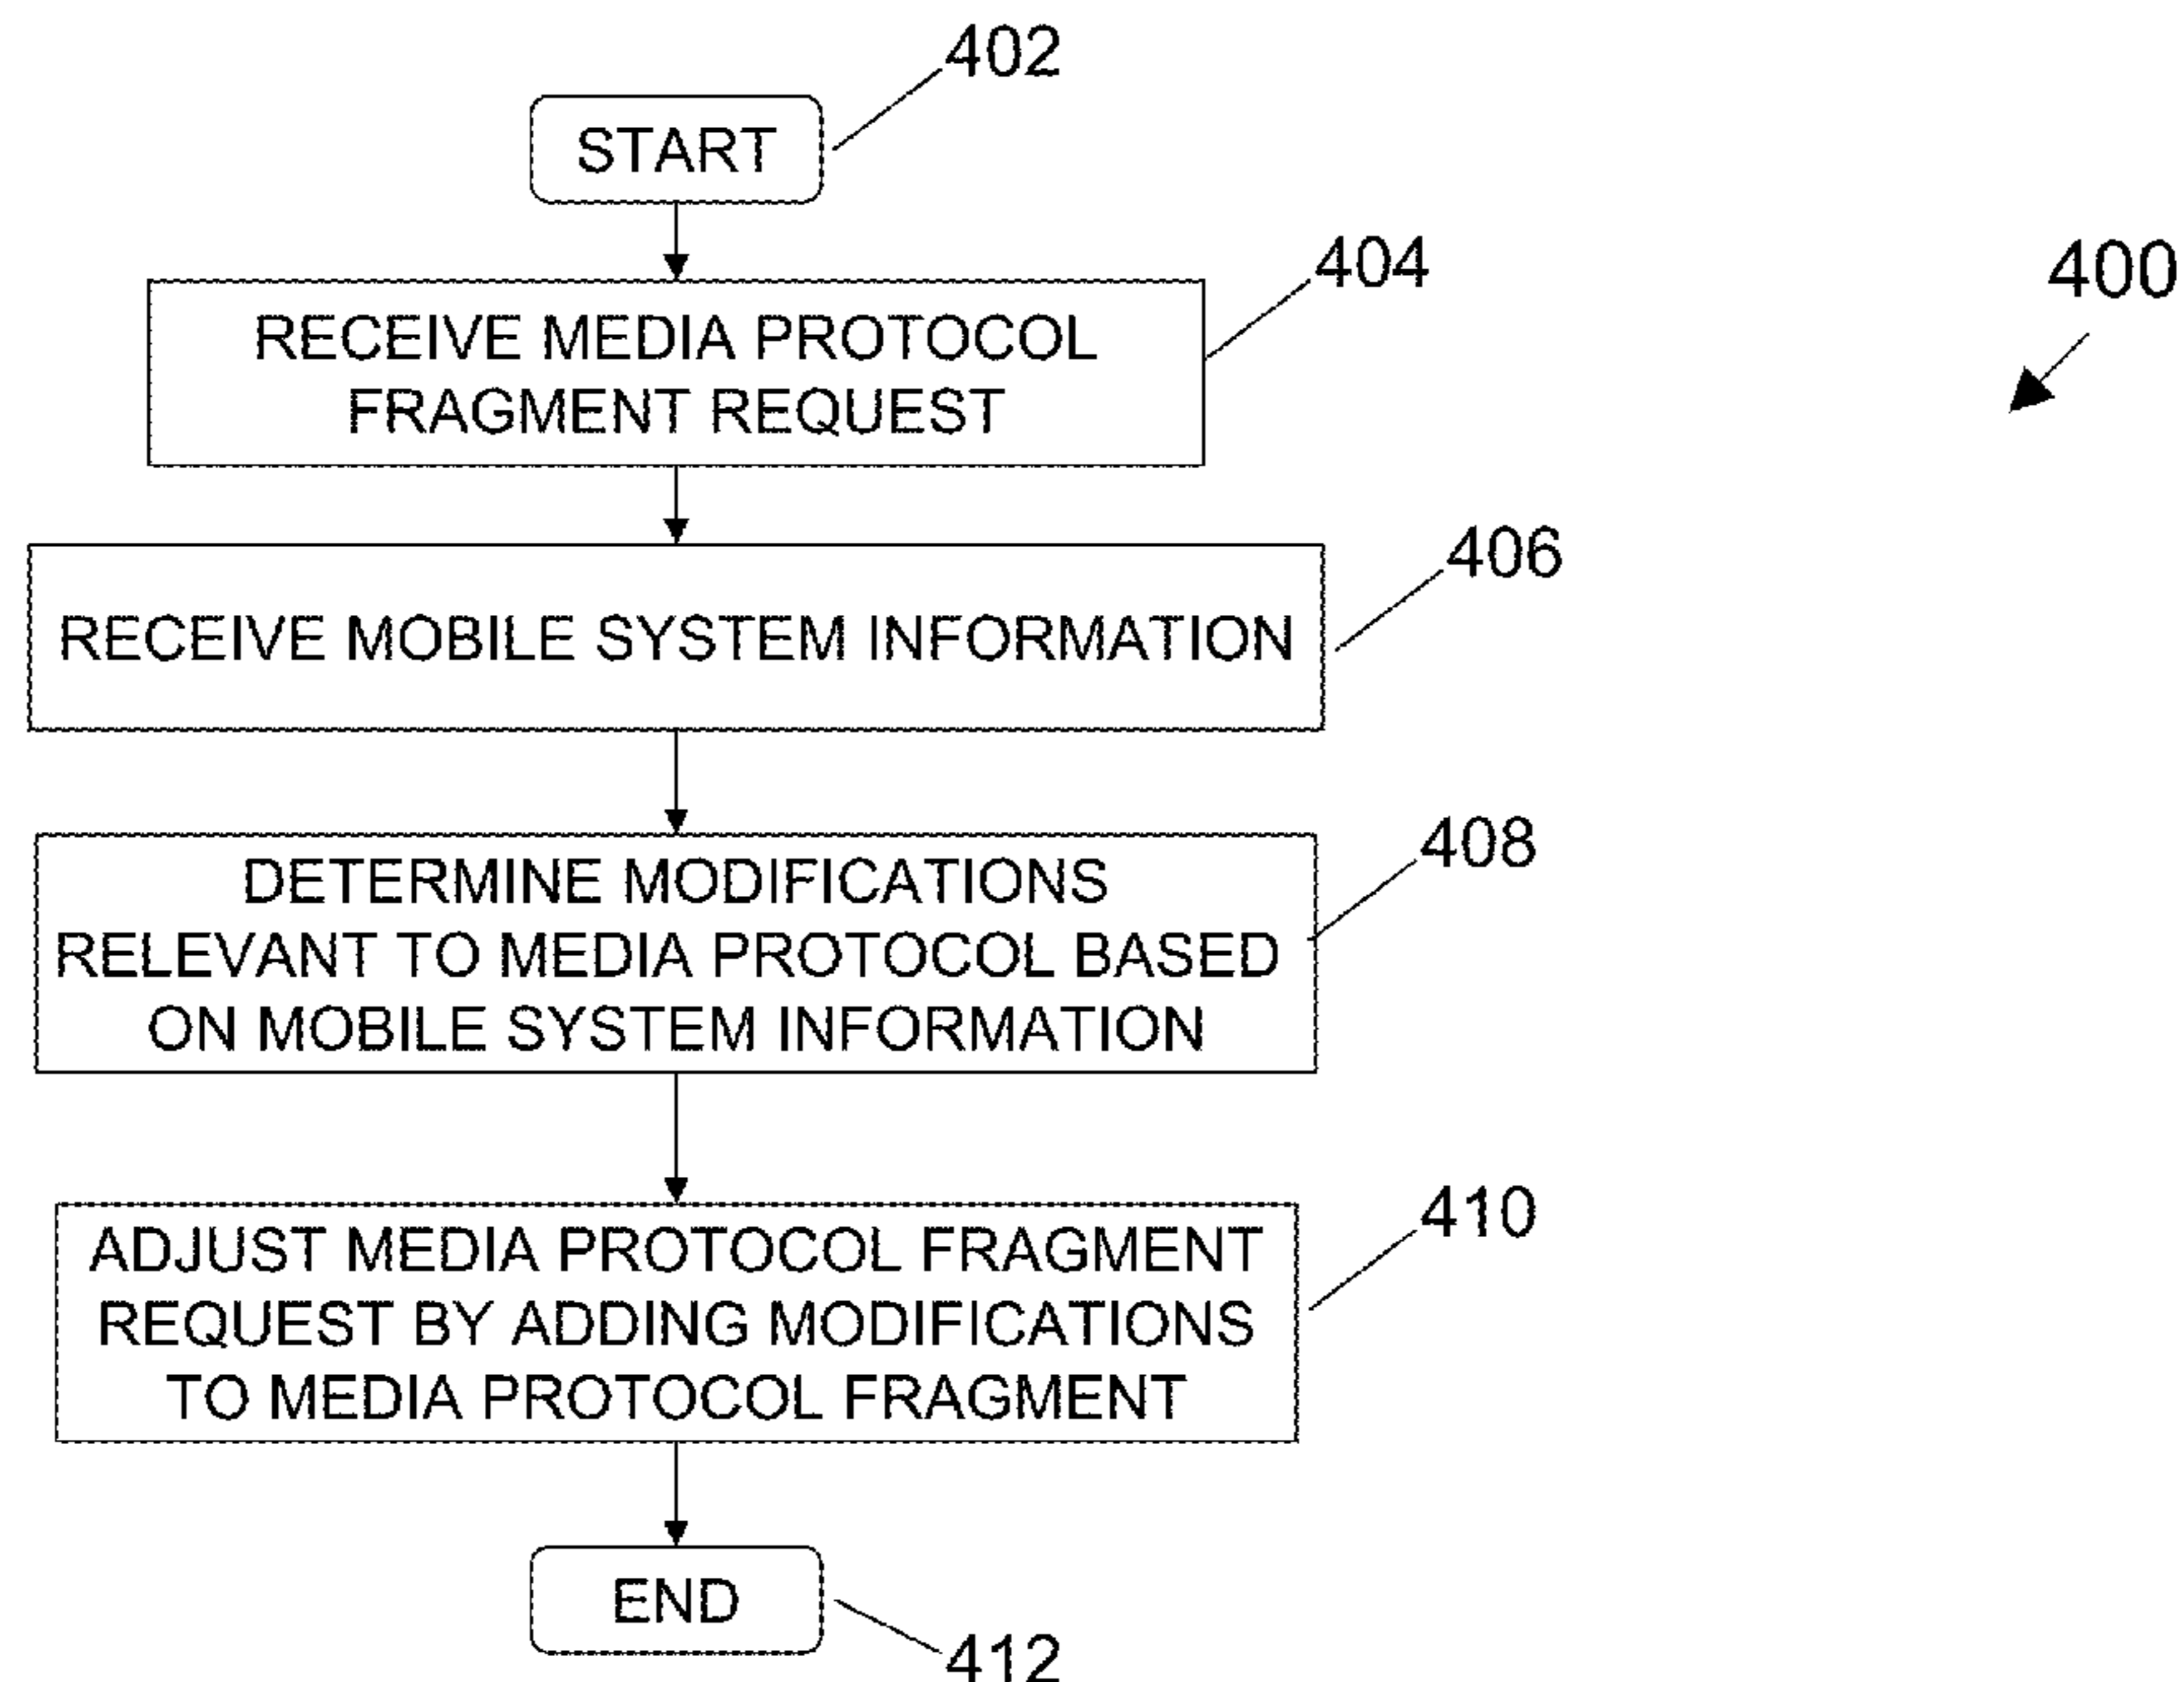 402
START
404
400
RECEIVE MEDIA PROTOCOL
FRAGMENT REQUEST
406
RECEIVE MOBILE SYSTEM INFORMATION
408
DETERMINE MODIFICATIONS
RELEVANT TO MEDIA PROTOCOL BASED
ON MOBILE SYSTEM INFORMATION
410
ADJUST MEDIA PROTOCOL FRAGMENT
REQUEST BY ADDING MODIFICATIONS
TO MEDIA PROTOCOL FRAGMENT
END
412